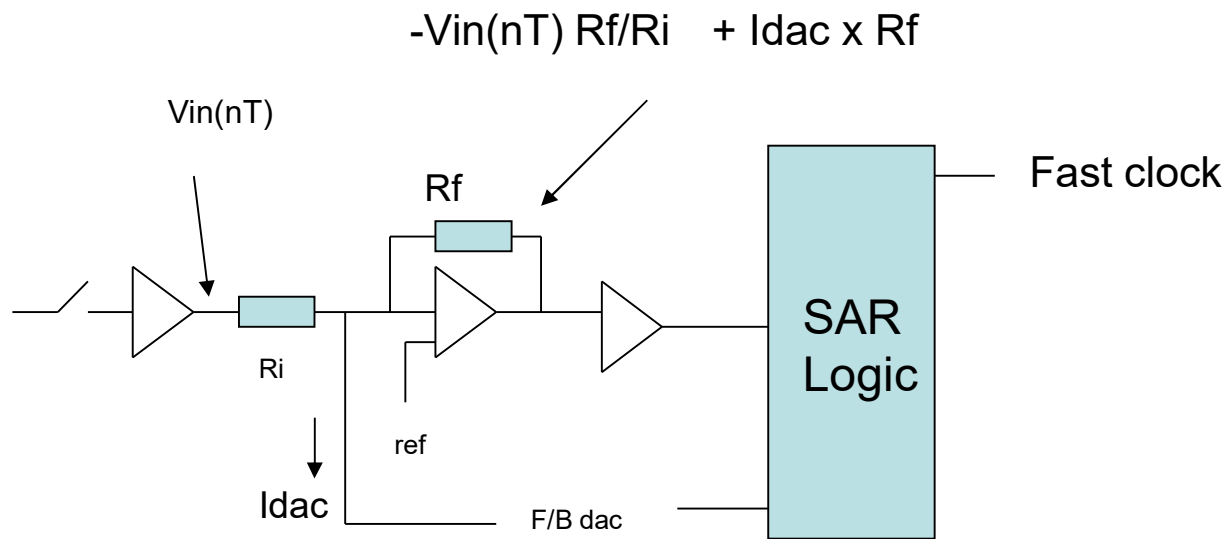 -Vin(nT) Rf/Ri + Idac x Rf
Vin(nT)
Fast clock
Rf
SAR
Logic
Ri
ref
Idac
F/B dac